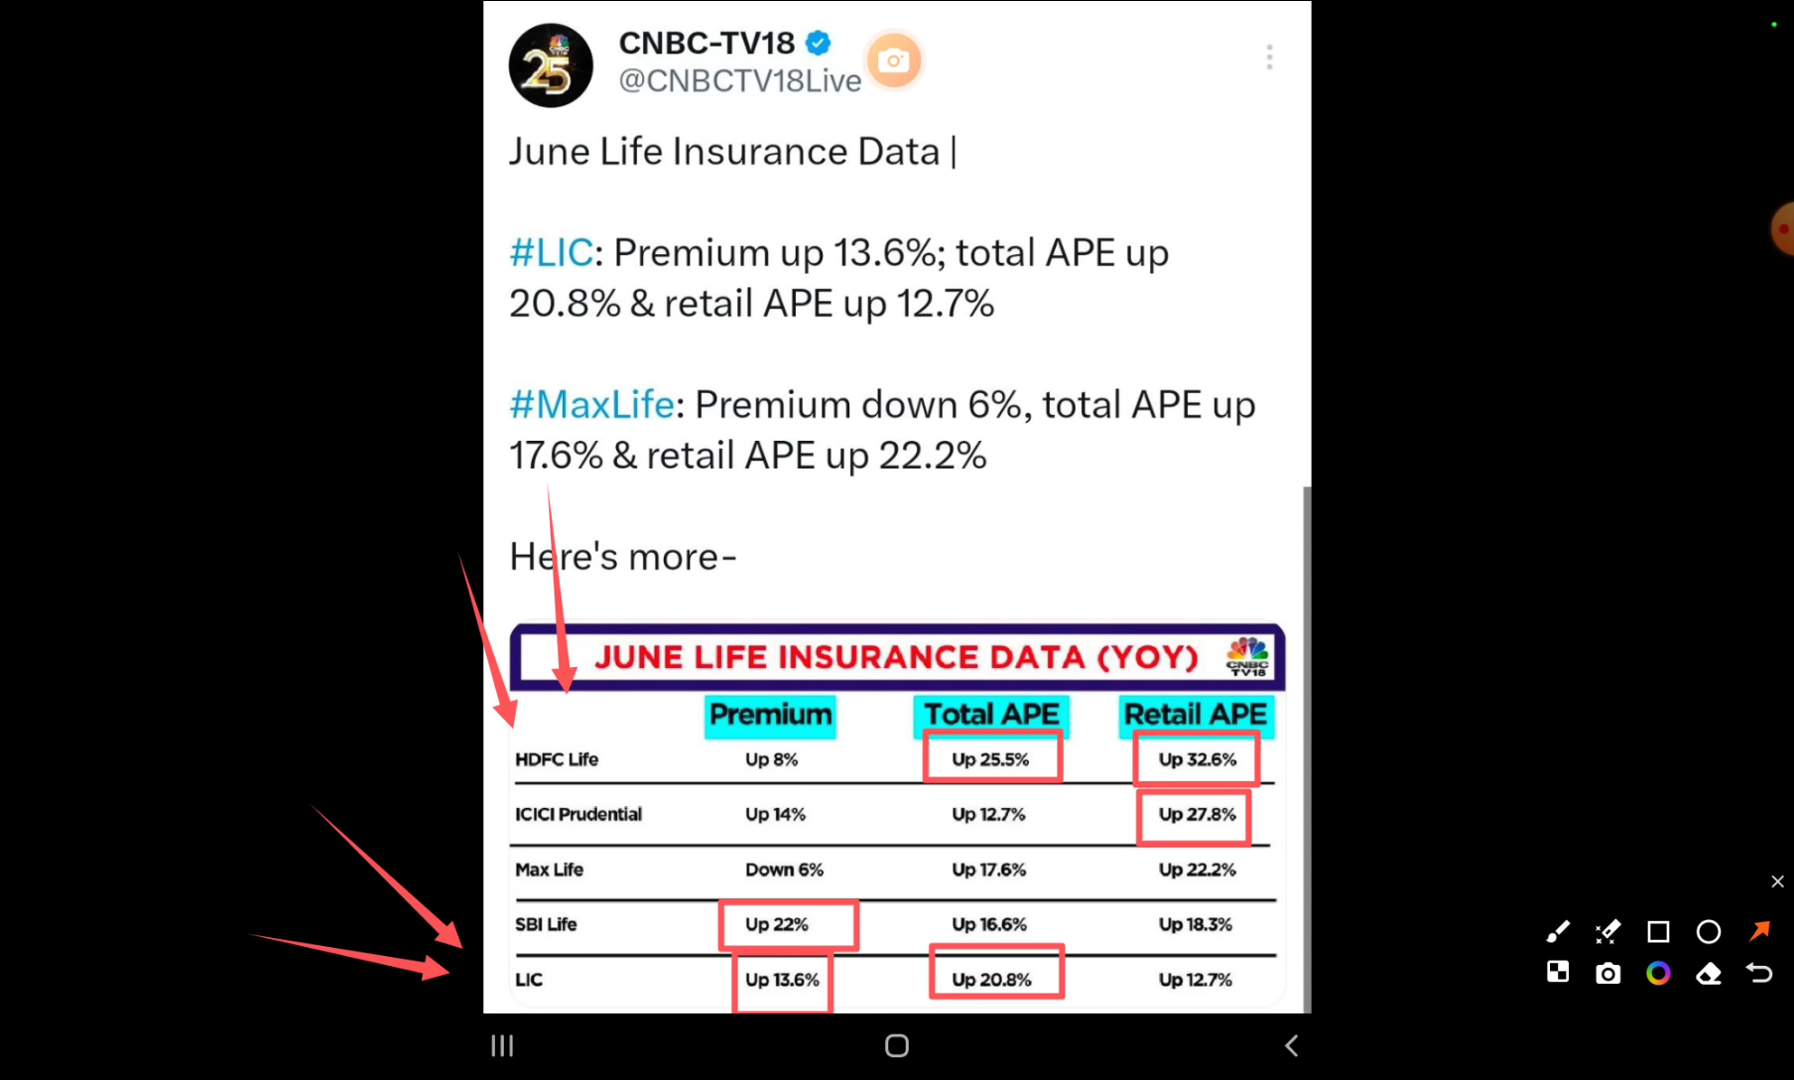 25
CNBC-TV18
@CNBCTV18Live
June Life Insurance Data |
#LIC: Premium up 13.6%; total APE up
20.8% & retail APE up 12.7%
#MaxLife: Premium down 6%, total APE up
17.6% & retail APE up 22.2%
Here's more-
JUNE LIFE INSURANCE DATA (YOY)
CNBC
TV18
Premium Total APE Retail APE
HDFC Life Up 8% Up 25.5% Up 32.6%
ICICI Prudential Up 14% Up 12.7% Up 27.8%
Max Life Down 6% Up 17.6% Up 22.2%
SBI Life Up 22% Up 16.6% Up 18.3%
LIC Up 13.6% Up 20.8% Up 12.7%